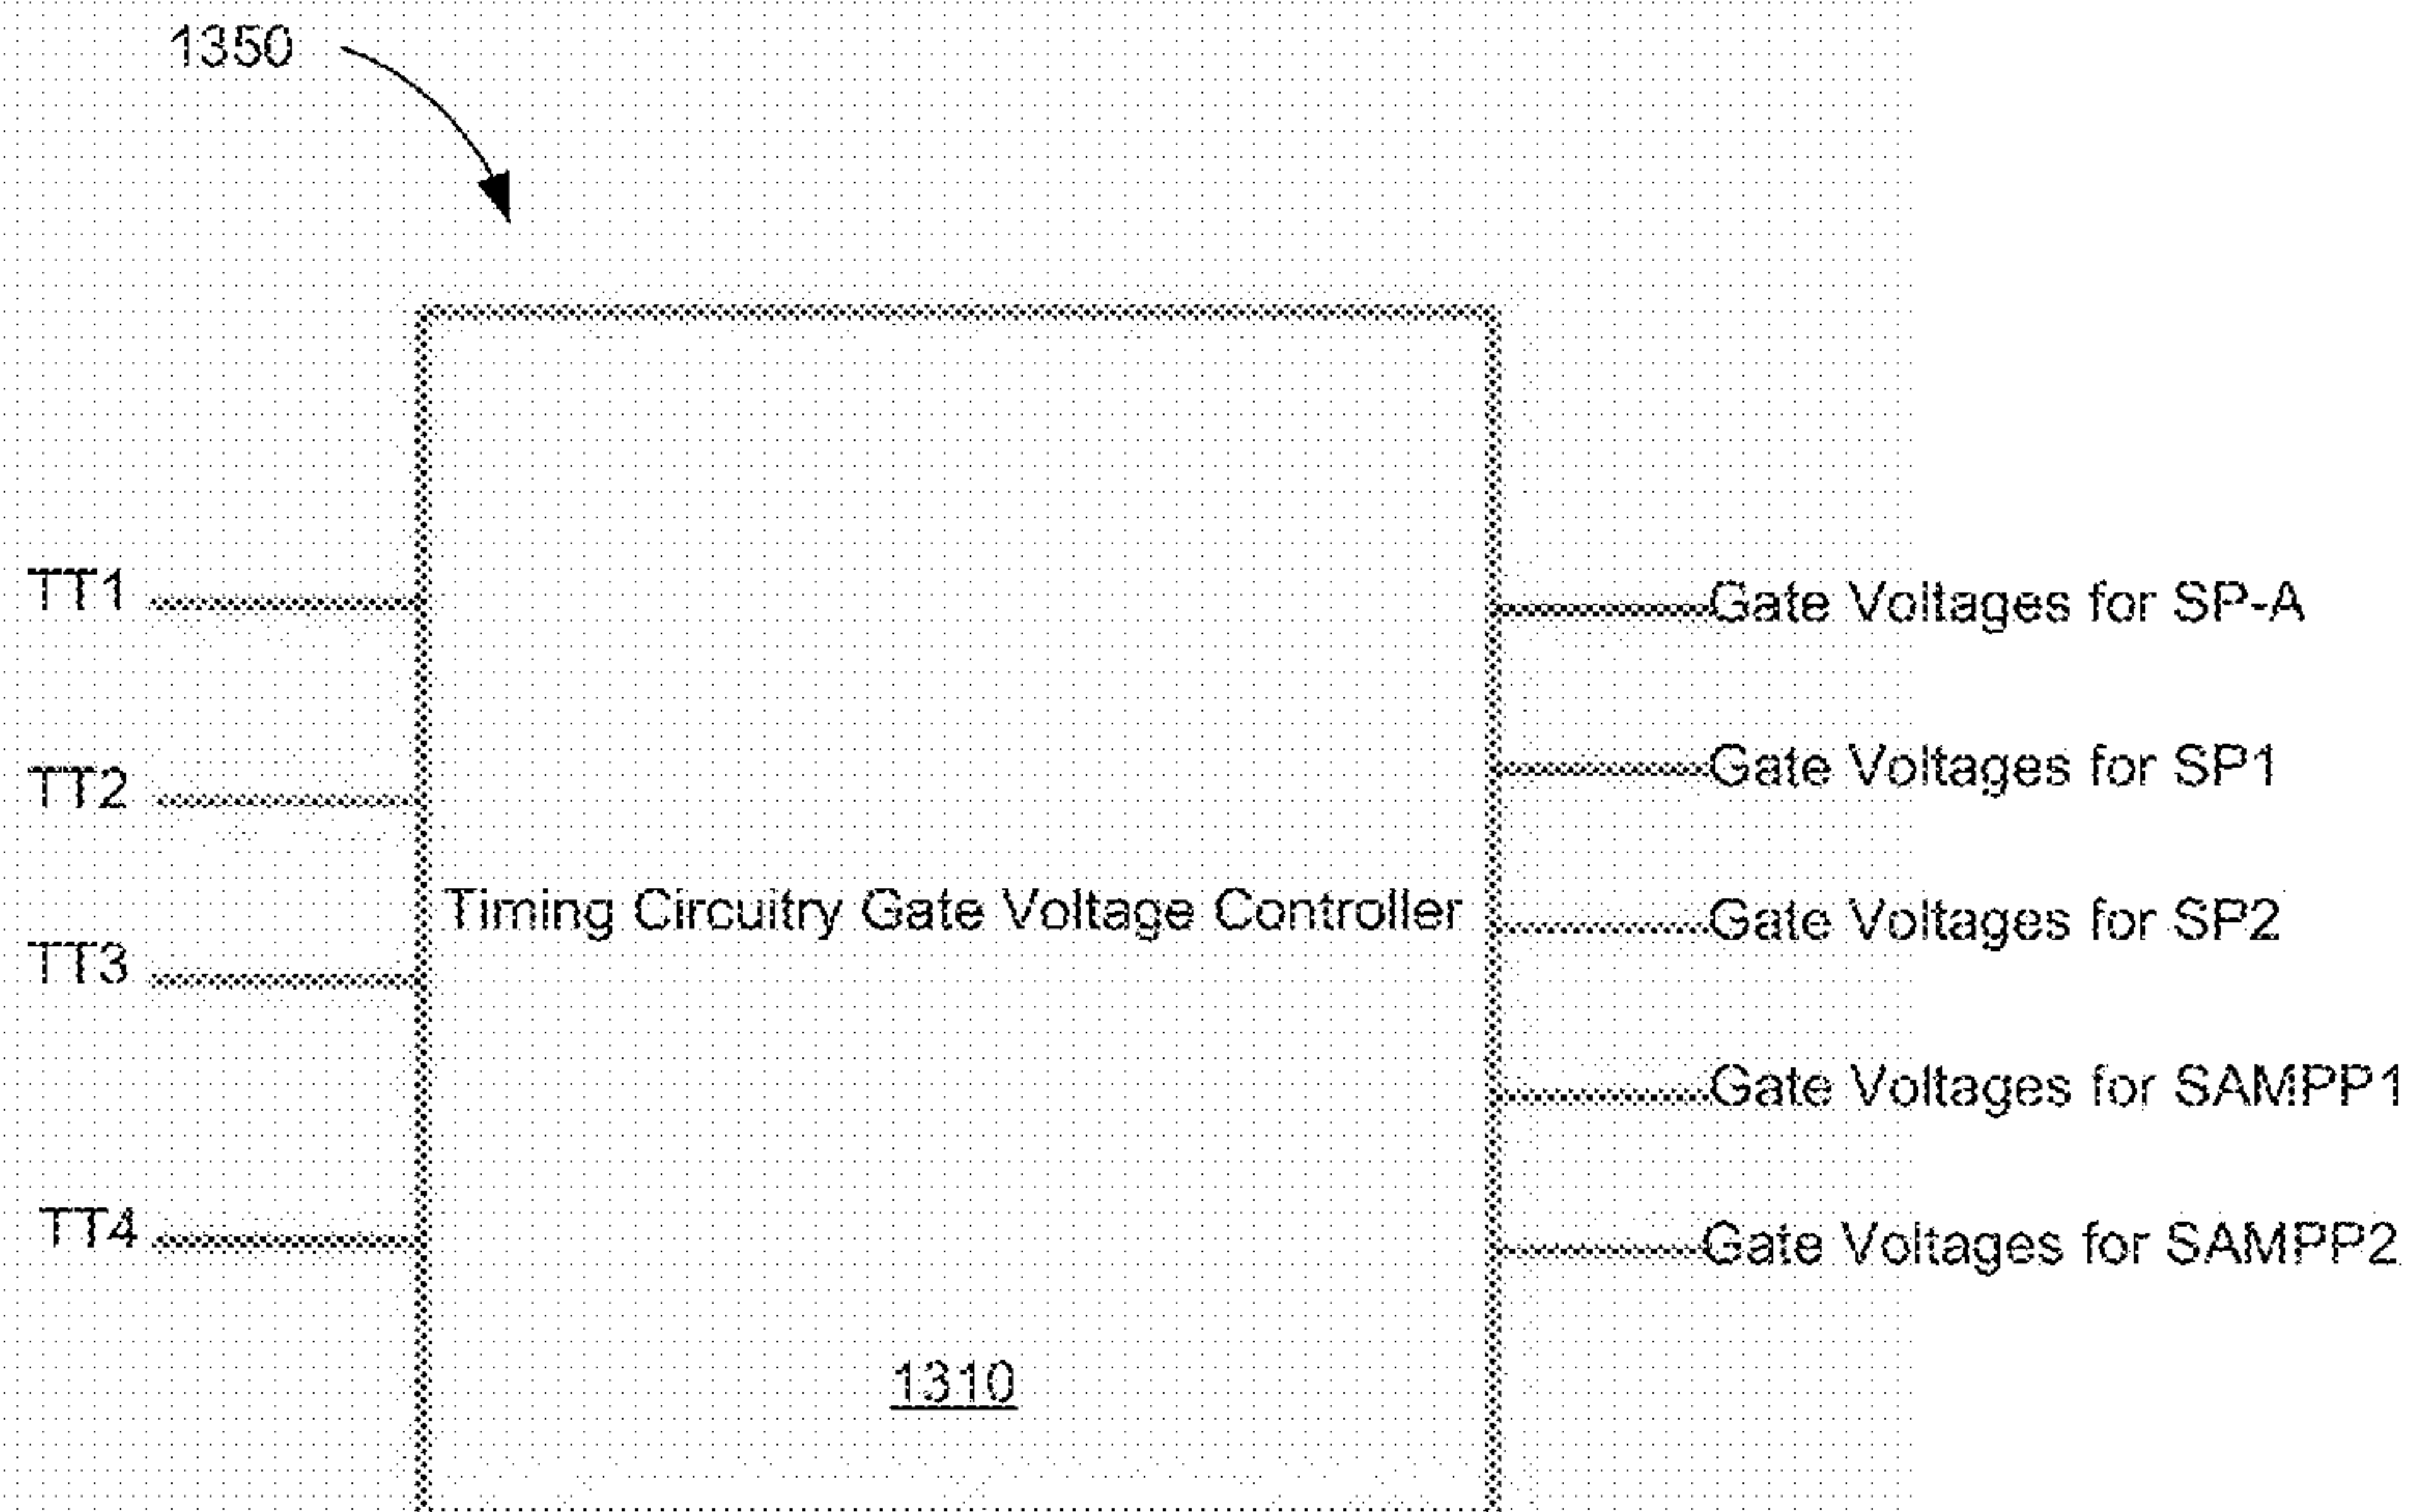 1350
TT1
Gate Voltages for SP-A
TT2
Gate Voltages for SP1
Timing Circuitry Gate Voltage Controller
Gate Voltages for SP2
TT3
Gate Voltages for SAMPP1
TT4
Gate Voltages for SAMPP2
1310